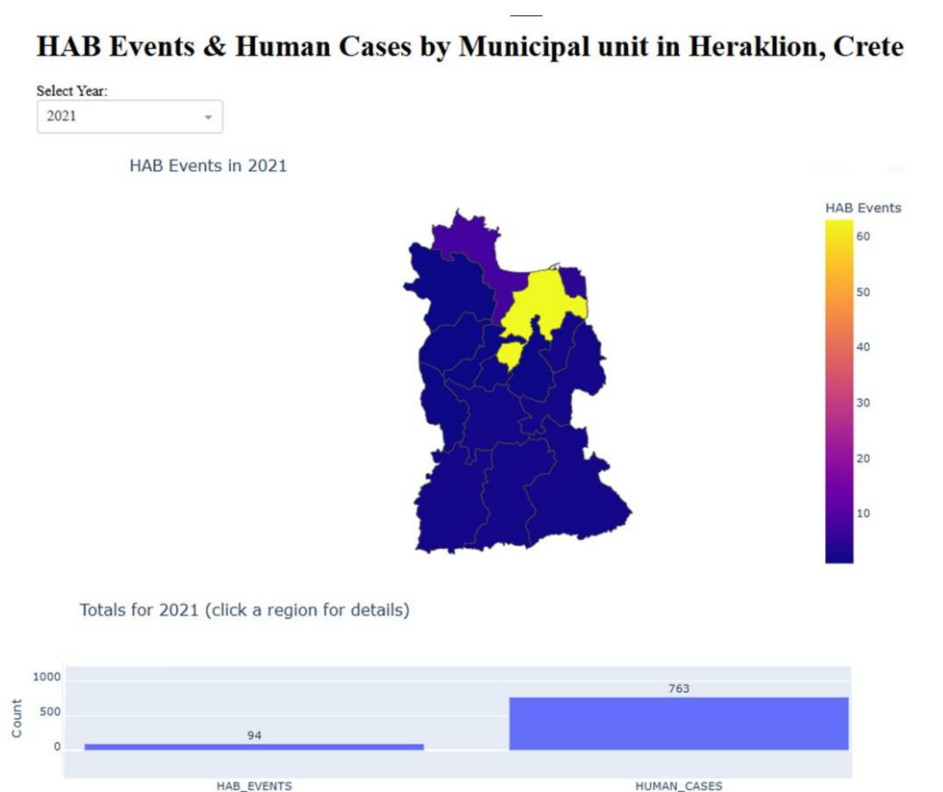 HAB Events & Human Cases by Municipal unit in Heraklion, Crete
Select Year:
2021
HAB Events in 2021
HAB Events
60
50
40
30
20
10
Totals for 2021 (click a region for details)
1000
500
0
Count
94
763
HAB_EVENTS
HUMAN_CASES